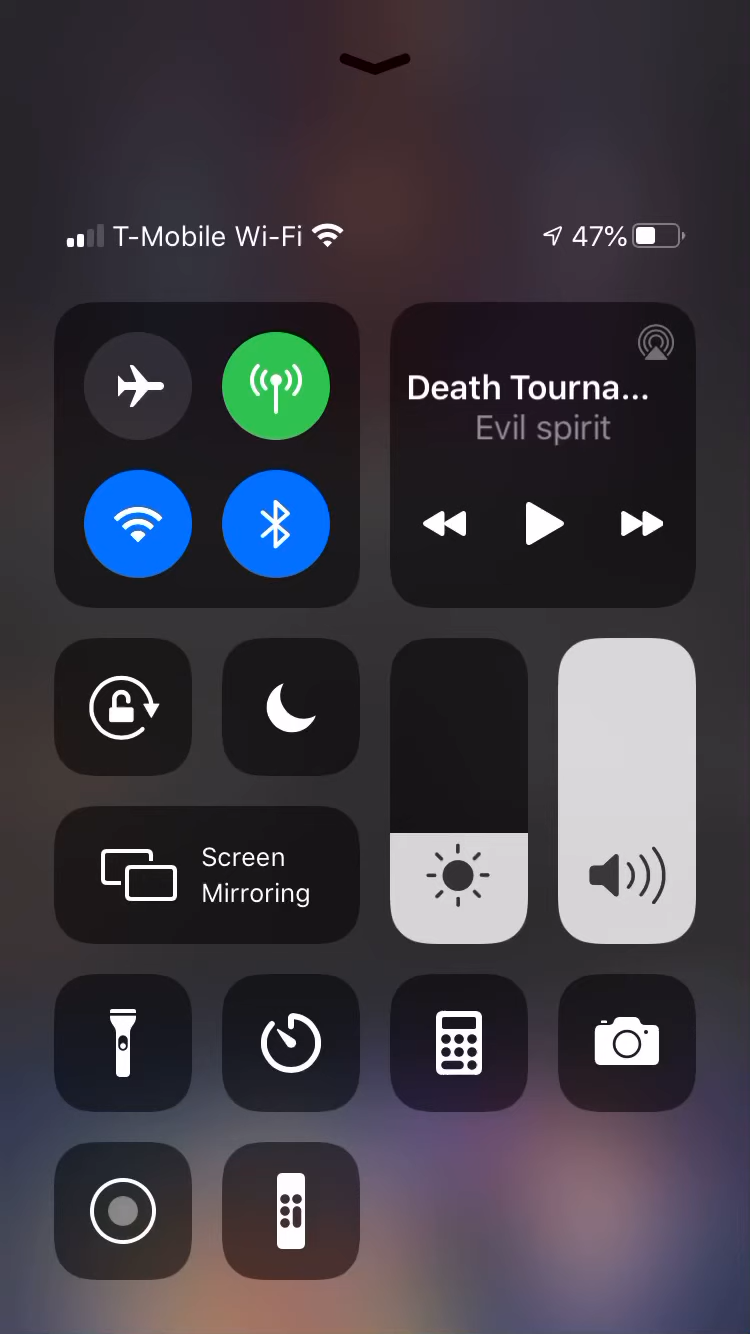 T-Mobile Wi-Fi 47%
Death Tourna...
Evil spirit
Screen
Mirroring